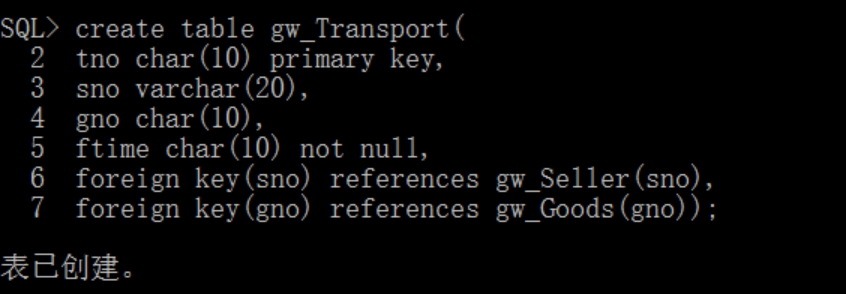 SQL> create table gw_Transport(
2 tno char(10) primary key,
3 sno varchar(20),
4 gno char(10),
5 ftime char(10) not null,
6 foreign key(sno) references gw_Seller(sno),
7 foreign key(gno) references gw_Goods(gno));
表已创建。